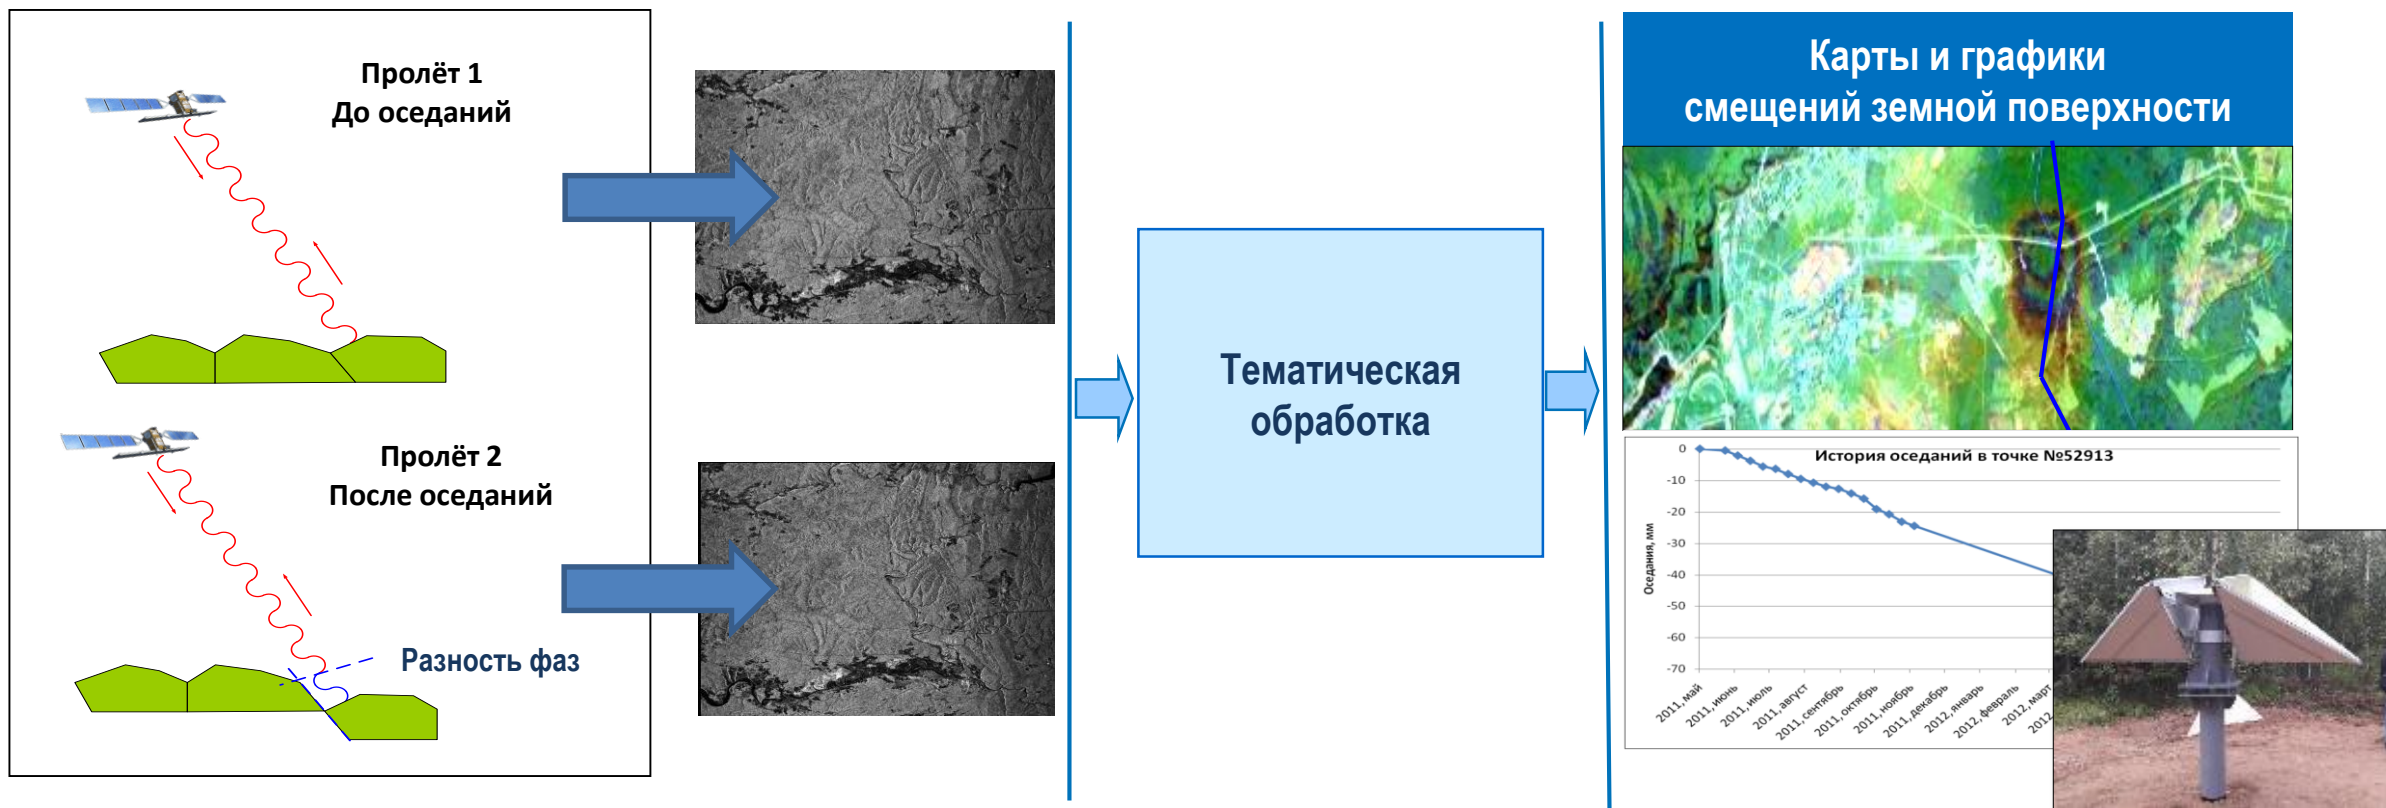 Пролёт 1
До оседаний
Пролёт 2
После оседаний
Разность фаз
Тематическая
обработка
Карты и графики
смещений земной поверхности
История оседаний в точке №52913
Оседания, мм
0
-10
-20
-30
-40
-50
-60
-70
2011, май
2011, июнь
2011, июль
2011, август
2011, сентябрь
2011, октябрь
2011, ноябрь
2011, декабрь
2012, январь
2012, февраль
2012, март
2012,